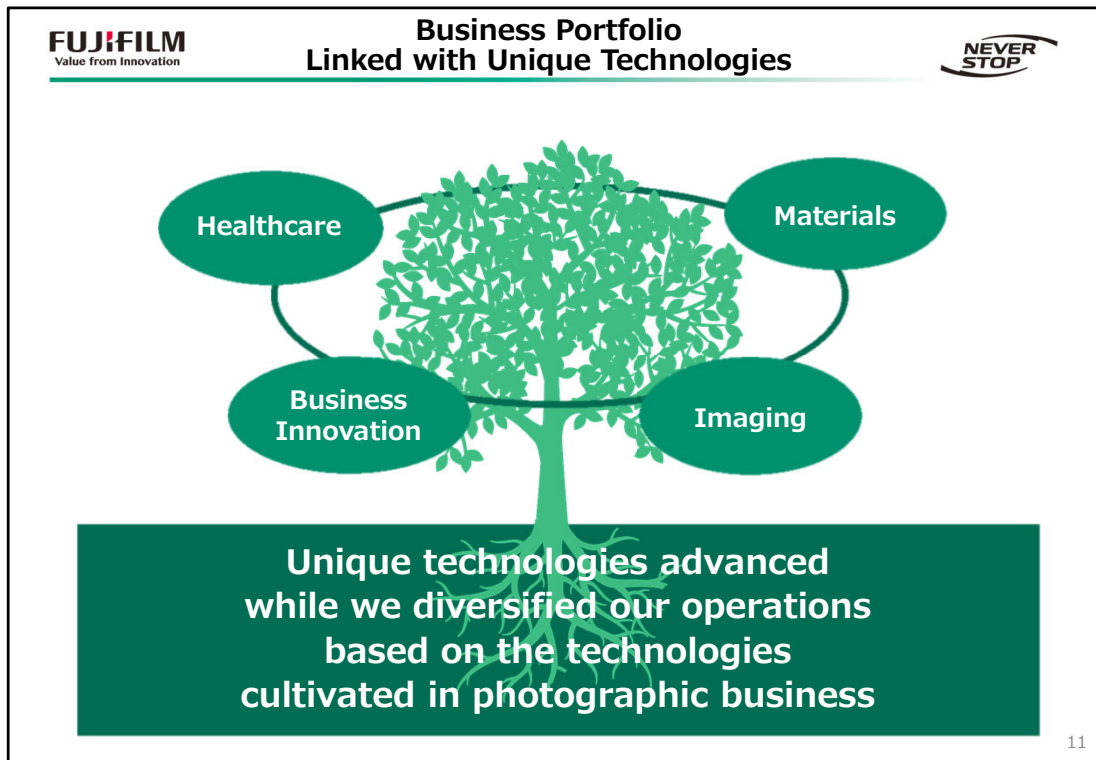 FUJIFILM
Value from Innovation
Business Portfolio
Linked with Unique Technologies
NEVER
STOP
Healthcare
Materials
Business
Innovation
Imaging
Unique technologies advanced
while we diversified our operations
based on the technologies
cultivated in photographic business
11